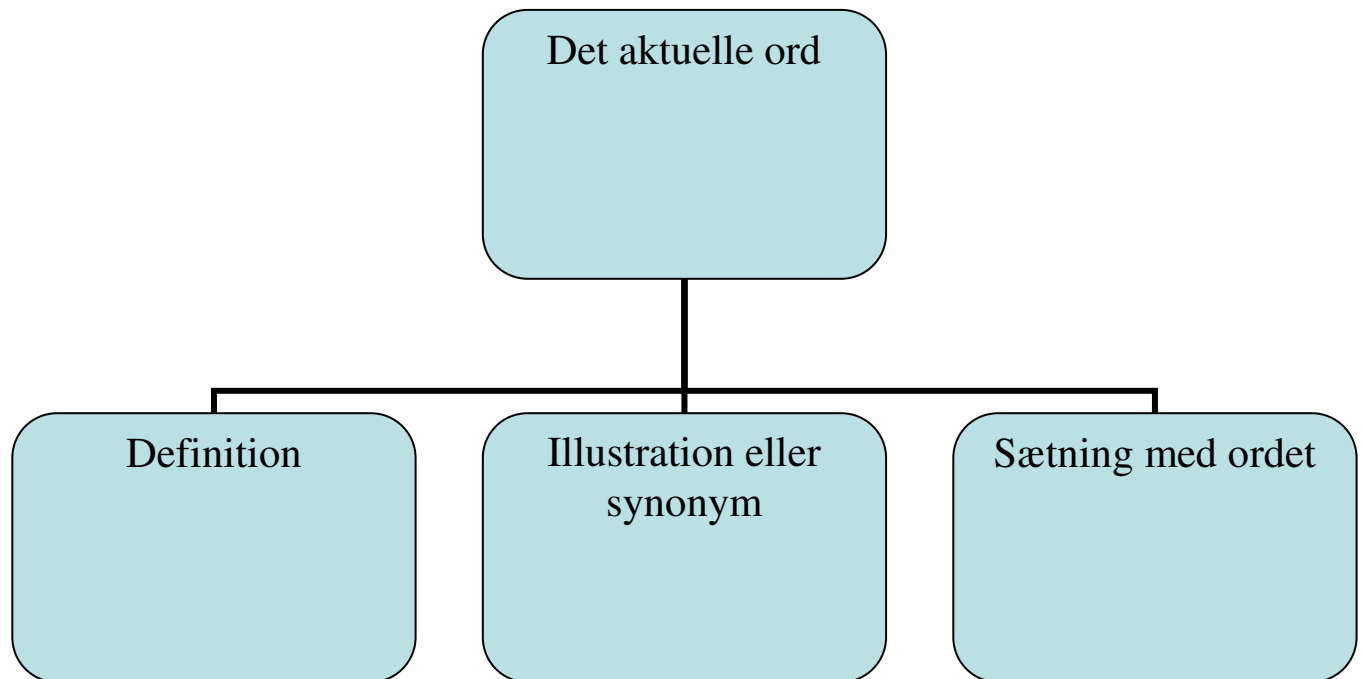 Det aktuelle ord
Definition
Illustration eller
synonym
Sætning med ordet